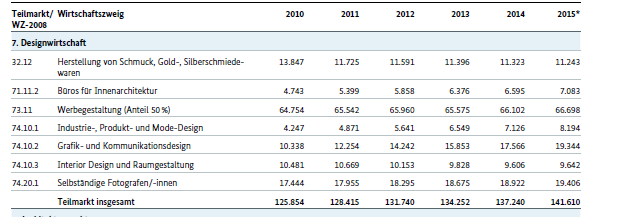 Teilmarkt/ Wirtschaftszweig 2010 2011 2012 2013 2014 2015*
WZ-2008
7. Designwirtschaft
32.12 Herstellung von Schmuck, Gold-, Silberschmiede- 13.847 11.725 11.591 11.396 11.323 11.243
waren
71.11.2 Büros für Innenarchitektur 4.743 5.399 5.858 6.376 6.595 7.083
73.11 Werbegestaltung (Anteil 50 %) 64.754 65.542 65.960 65.575 66.102 66.698
74.10.1 Industrie-, Produkt- und Mode-Design 4.247 4.871 5.641 6.549 7.126 8.194
74.10.2 Grafik- und Kommunikationsdesign 10.338 12.254 14.242 15.853 17.566 19.344
74.10.3 Interior Design und Raumgestaltung 10.481 10.669 10.153 9.828 9.606 9.642
74.20.1 Selbständige Fotografen/-innen 17.444 17.955 18.295 18.675 18.922 19.406
Teilmarkt insgesamt 125.854 128.415 131.740 134.252 137.240 141.610